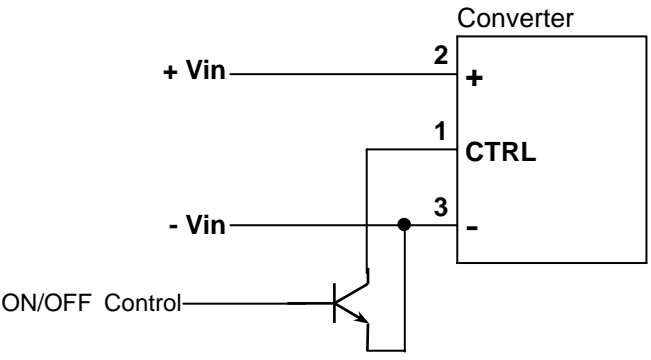 Converter
2
+ Vin
+
1
CTRL
3
- Vin
-
ON/OFF Control